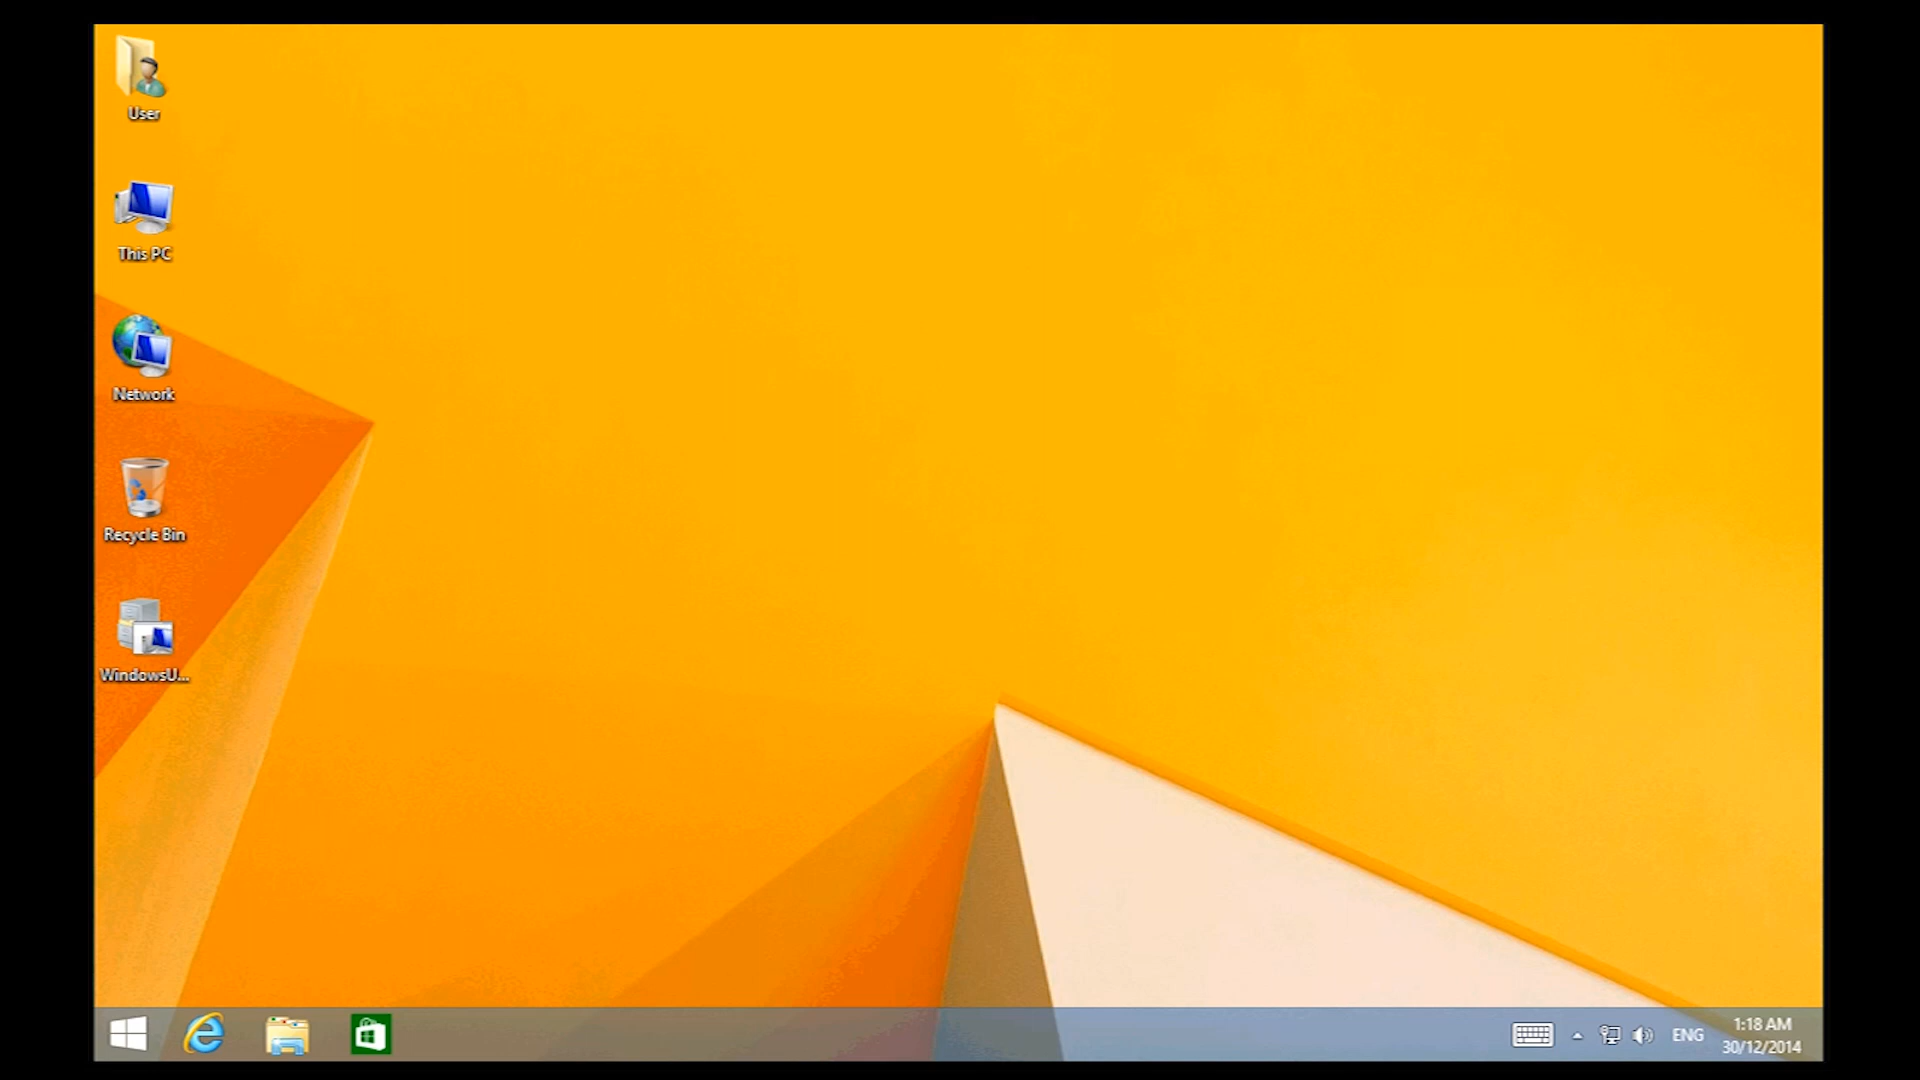 User
This PC
Network
Recycle Bin
WindowsU...
ENG
1:18 AM
30/12/2014